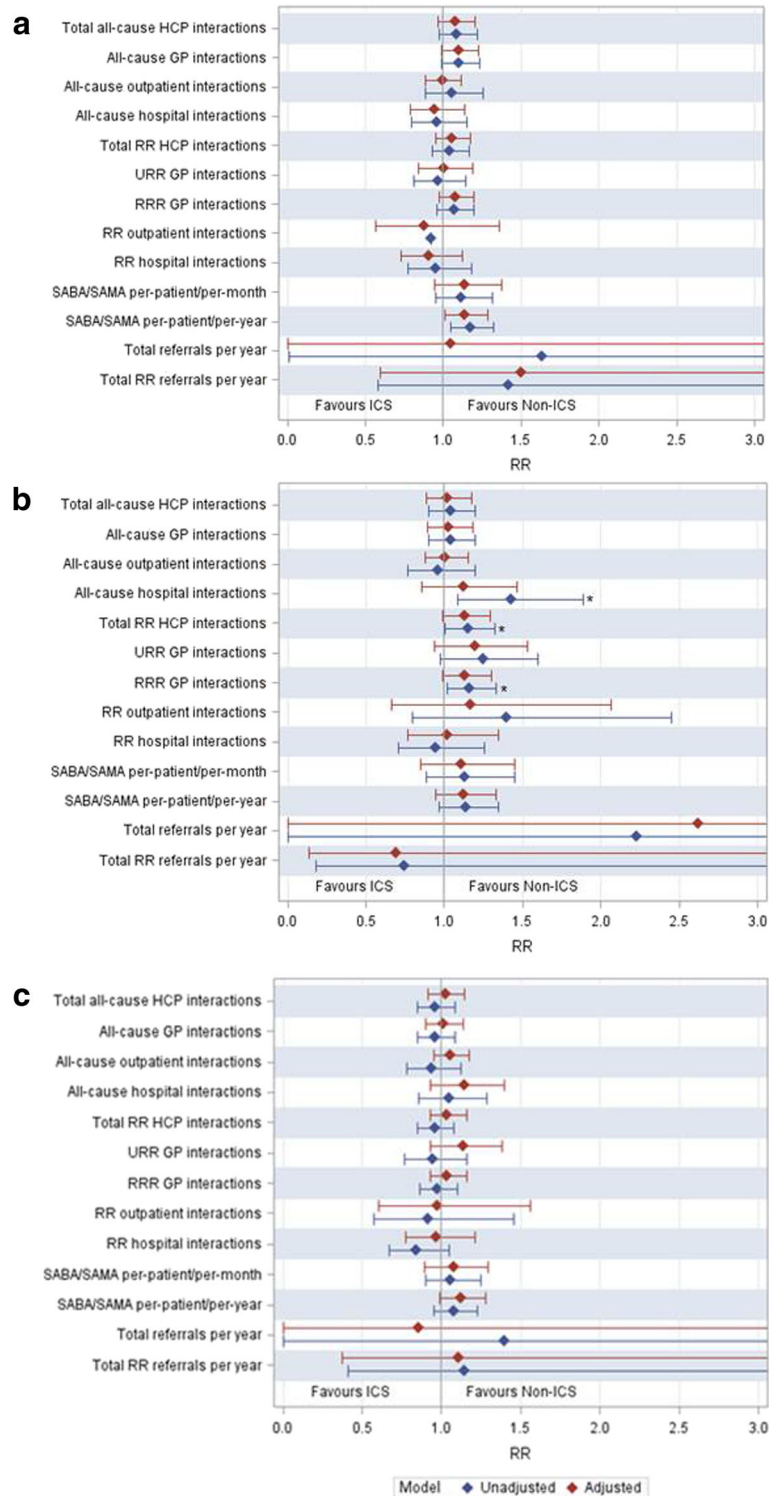 a
Total all-cause HCP interactions
All-cause GP interactions
All-cause outpatient interactions
All-cause hospital interactions
Total RR HCP interactions
URR GP interactions
RRR GP interactions
RR outpatient interactions
RR hospital interactions
SABA/SAMA per-patient/per-month
SABA/SAMA per-patient/per-year
Total referrals per year
Total RR referrals per year
Favours ICS Favours Non-ICS
0.0 0.5 1.0 1.5 2.0 2.5 3.0
RR
b
Total all-cause HCP interactions
All-cause GP interactions
All-cause outpatient interactions
All-cause hospital interactions
*
Total RR HCP interactions
*
URR GP interactions
RRR GP interactions
*
RR outpatient interactions
RR hospital interactions
SABA/SAMA per-patient/per-month
SABA/SAMA per-patient/per-year
Total referrals per year
Total RR referrals per year
Favours ICS Favours Non-ICS
0.0 0.5 1.0 1.5 2.0 2.5 3.0
RR
c
Total all-cause HCP interactions
All-cause GP interactions
All-cause outpatient interactions
All-cause hospital interactions
Total RR HCP interactions
URR GP interactions
RRR GP interactions
RR outpatient interactions
RR hospital interactions
SABA/SAMA per-patient/per-month
SABA/SAMA per-patient/per-year
Total referrals per year
Total RR referrals per year
Favours ICS Favours Non-ICS
0.0 0.5 1.0 1.5 2.0 2.5 3.0
RR
Model Unadjusted Adjusted